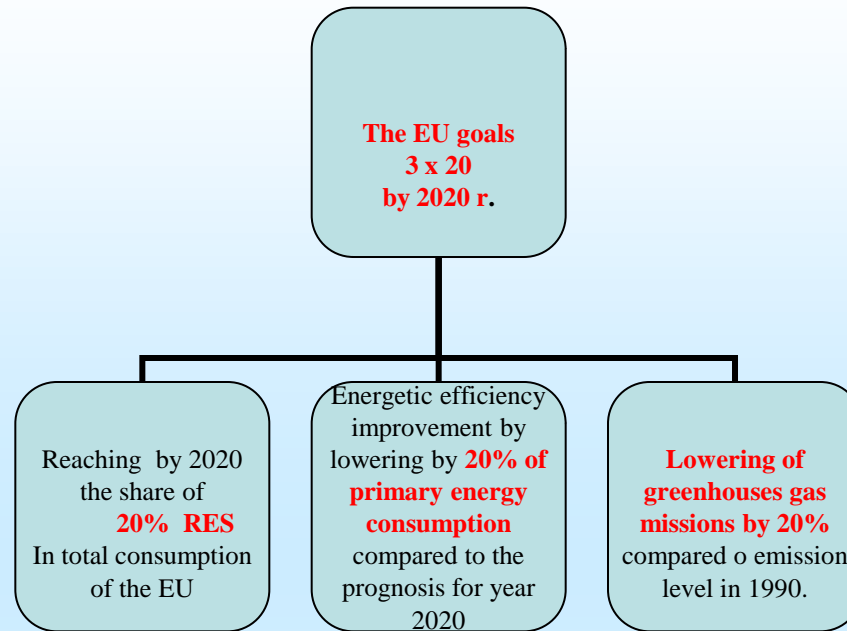 The EU goals
3 x 20
by 2020 r.
Reaching by 2020
the share of
20% RES
In total consumption
of the EU
Energetic efficiency
improvement by
lowering by 20% of
primary energy
consumption
compared to the
prognosis for year
2020
Lowering of
greenhouses gas
missions by 20%
compared o emission
level in 1990.